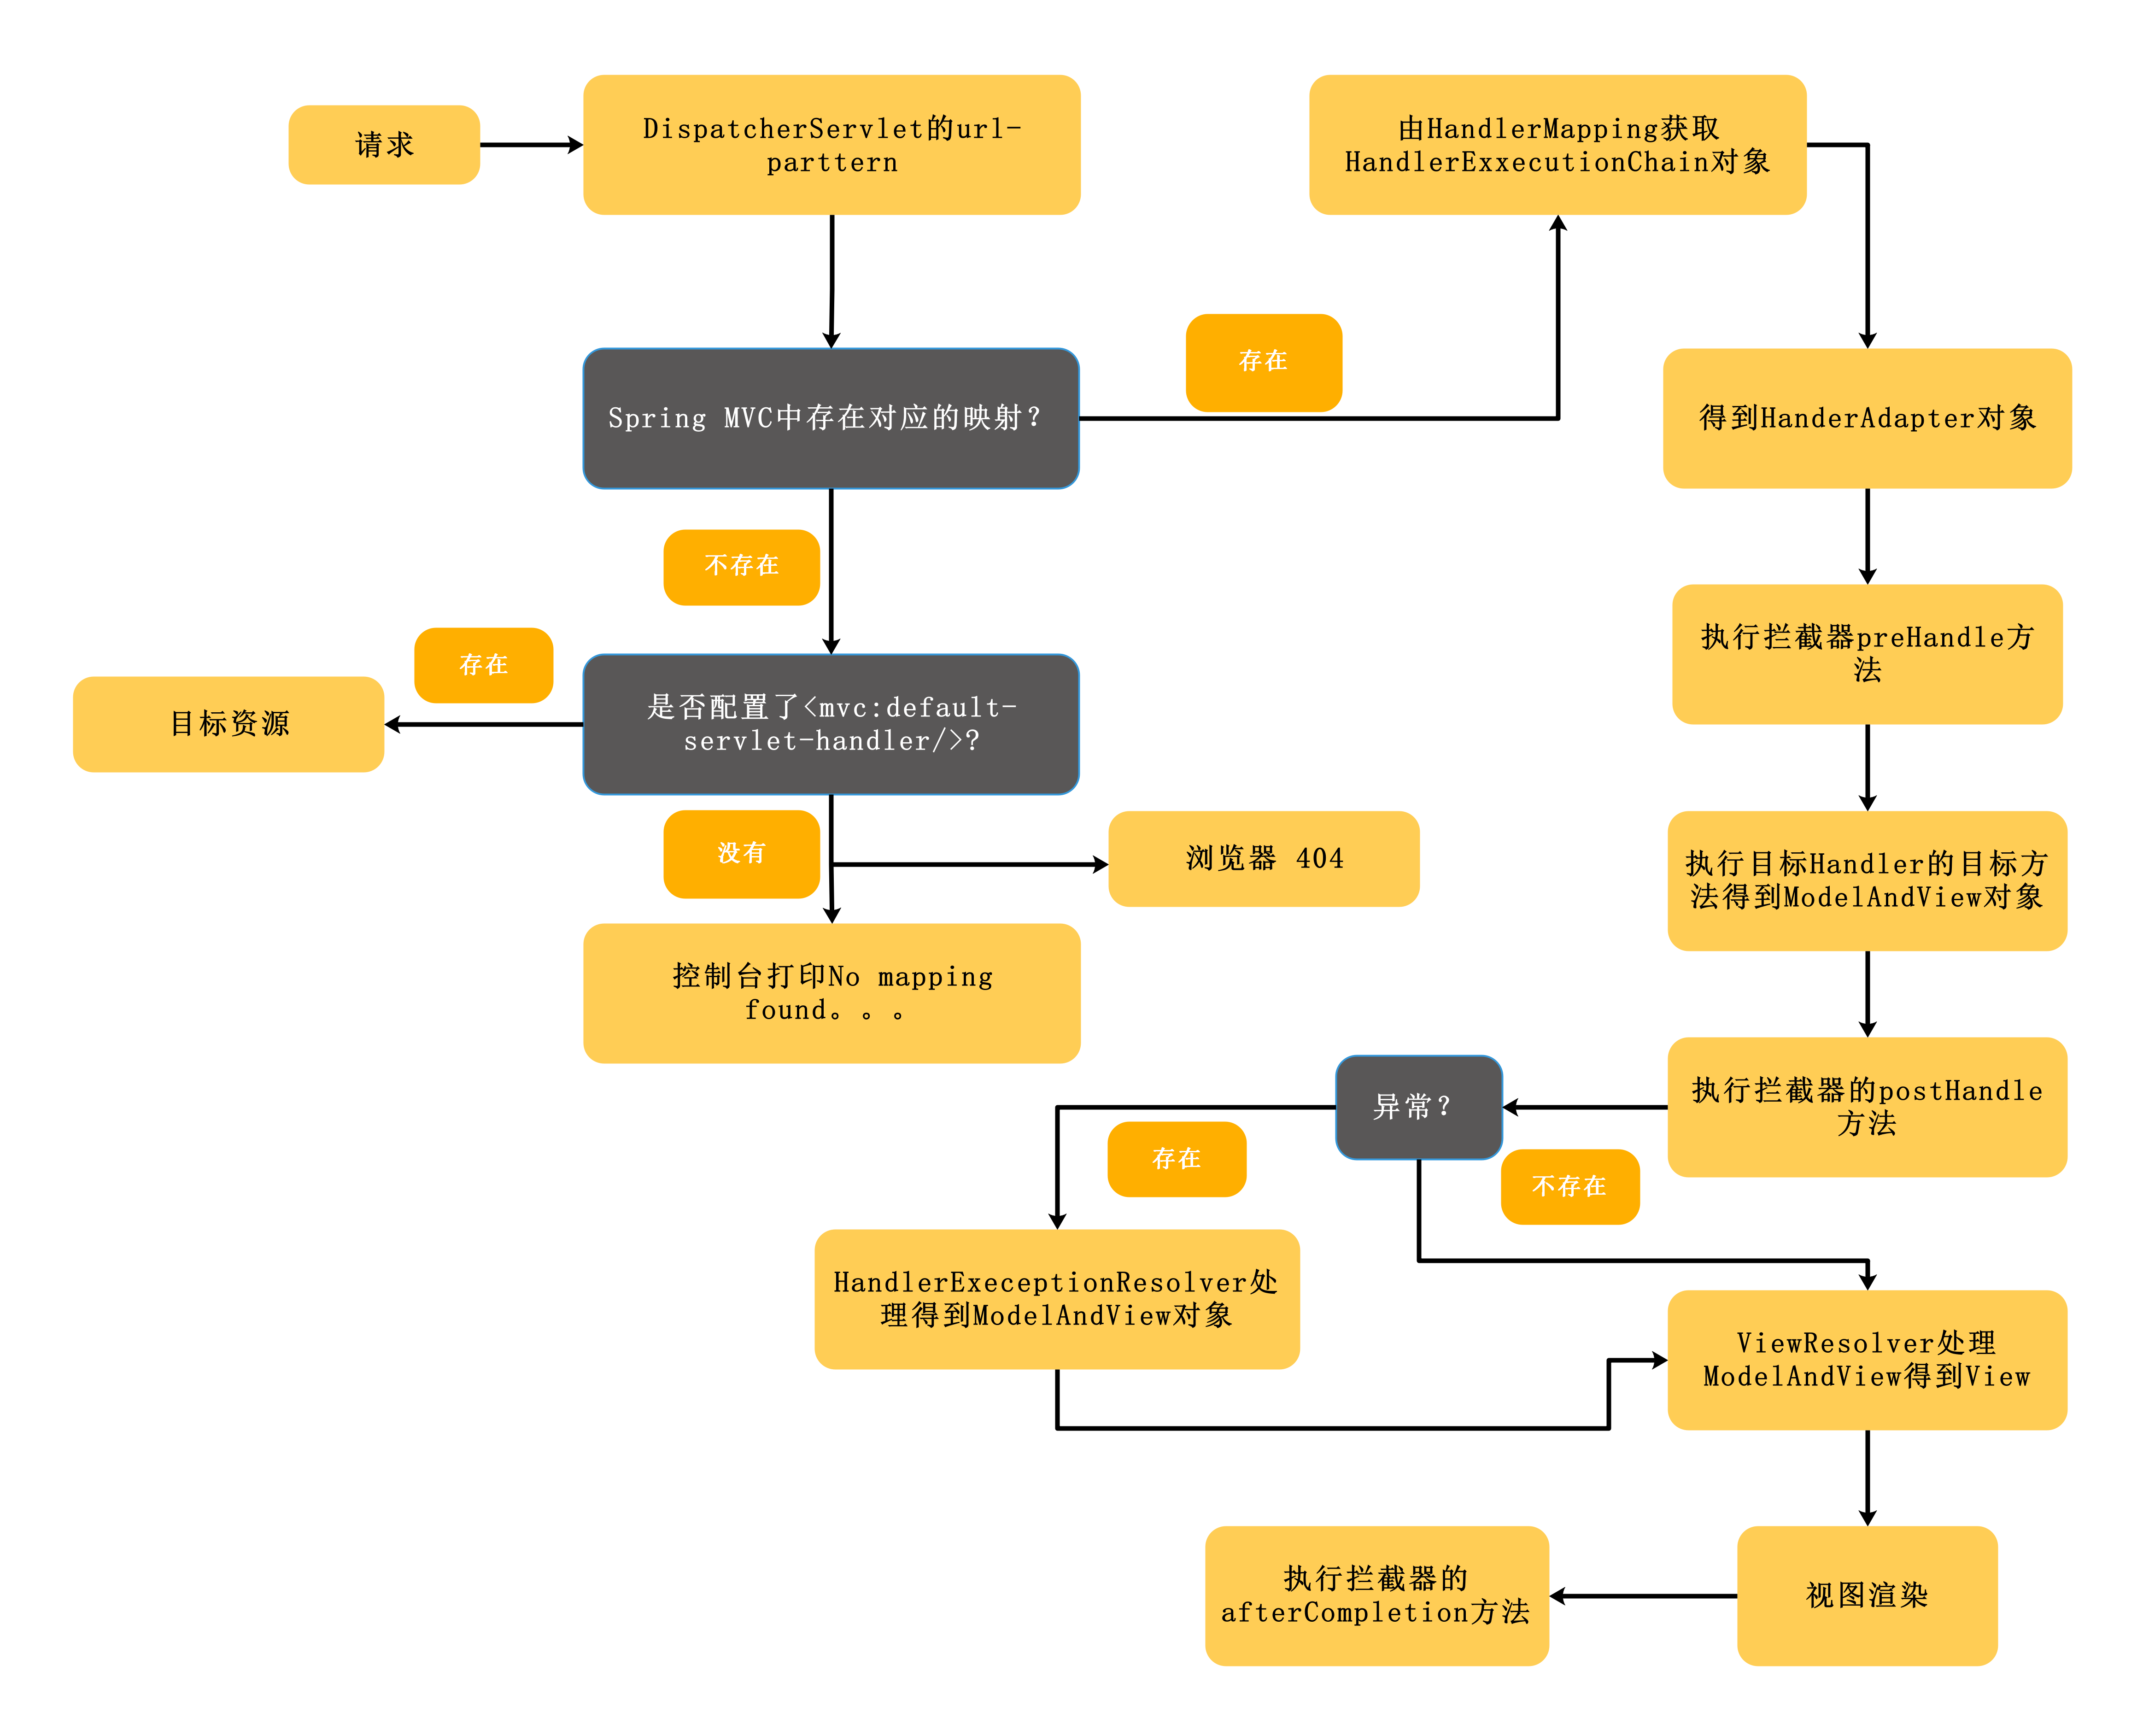 请求
DispatcherServlet的url-
parttern
由HandlerMapping获取
HandlerExxecutionChain对象
存在
Spring MVC中存在对应的映射？
得到HanderAdapter对象
不存在
执行拦截器preHandle方
法
存在
目标资源
是否配置了<mvc:default-
servlet-handler/>?
没有
浏览器 404
执行目标Handler的目标方
法得到ModelAndView对象
控制台打印No mapping
found。。。
异常？
执行拦截器的postHandle
方法
存在
不存在
HandlerExeceptionResolver处
理得到ModelAndView对象
ViewResolver处理
ModelAndView得到View
执行拦截器的
afterCompletion方法
视图渲染